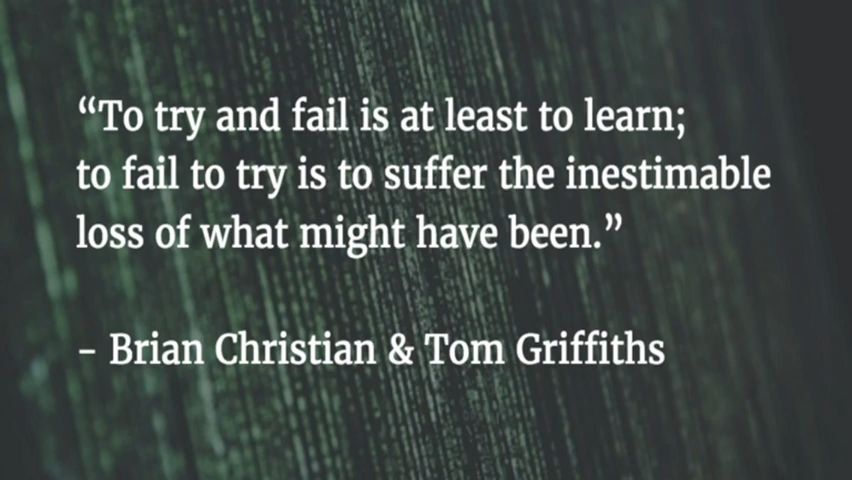 “To try and fail is at least to learn;
to fail to try is to suffer the inestimable
loss of what might have been.”
– Brian Christian & Tom Griffiths